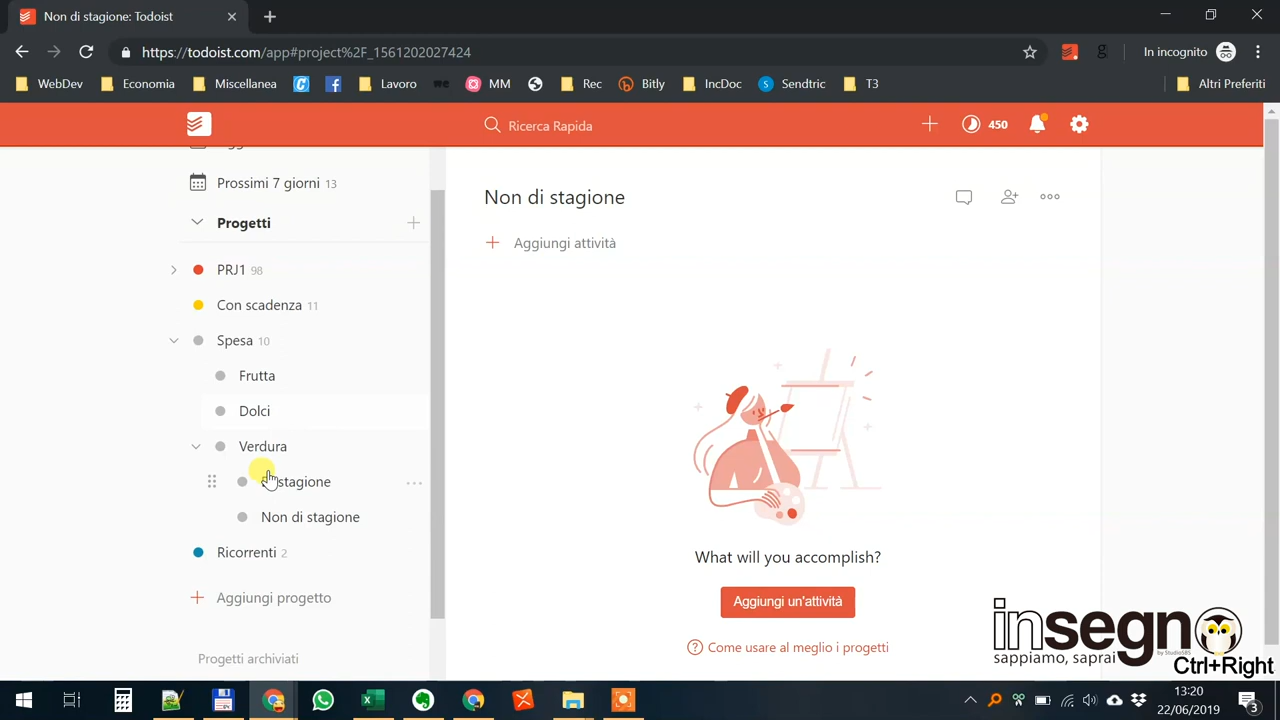 Non di stagione: Todoist
https://todoist.com/app#project%2F_1561202027424
In incognito
WebDev
Economia
Miscellanea
Lavoro
we
MM
Rec
Bitly
IncDoc
Sendtric
T3
Altri Preferiti
Ricerca Rapida
450
Prossimi 7 giorni 13
Progetti
PRJ1 98
Con scadenza 11
Spesa 10
Frutta
Dolci
Verdura
stagione
Non di stagione
Ricorrenti 2
Aggiungi progetto
Progetti archiviati
Non di stagione
Aggiungi attività
What will you accomplish?
Aggiungi un'attività
Come usare al meglio i progetti
insegno
by StudioSBS
sappiamo, saprai
Ctrl+Right
13:20
22/06/2019
3